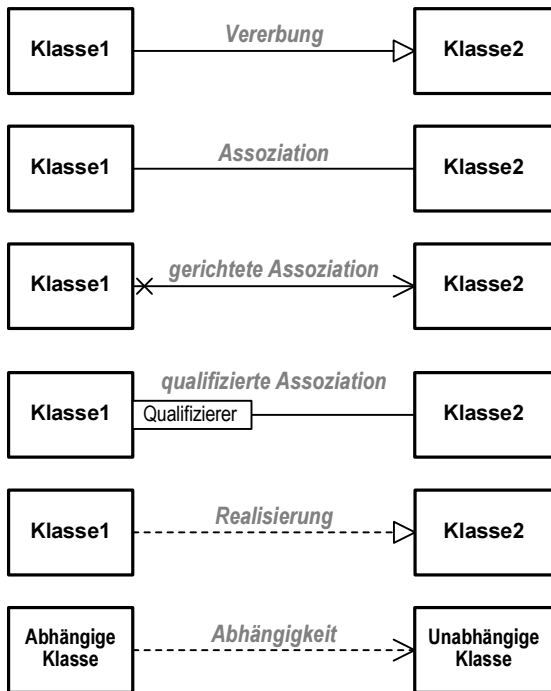 Vererbung
Klasse1 Klasse2
Assoziation
Klasse1 Klasse2
gerichtete Assoziation
Klasse1 Klasse2
qualifizierte Assoziation
Klasse1 Qualifizierer Klasse2
Realisierung
Klasse1 Klasse2
Abhängigkeit
Abhängige Unabhängige
Klasse Klasse